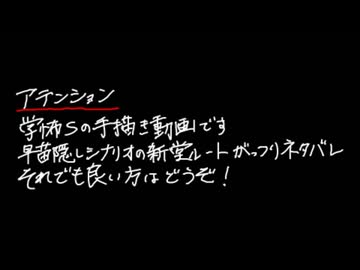 アテンション
学怖Sの手描き動画です
早苗隠しシナリオの新堂ルートがっつりネタバレ
それでも良い方はどうぞ!